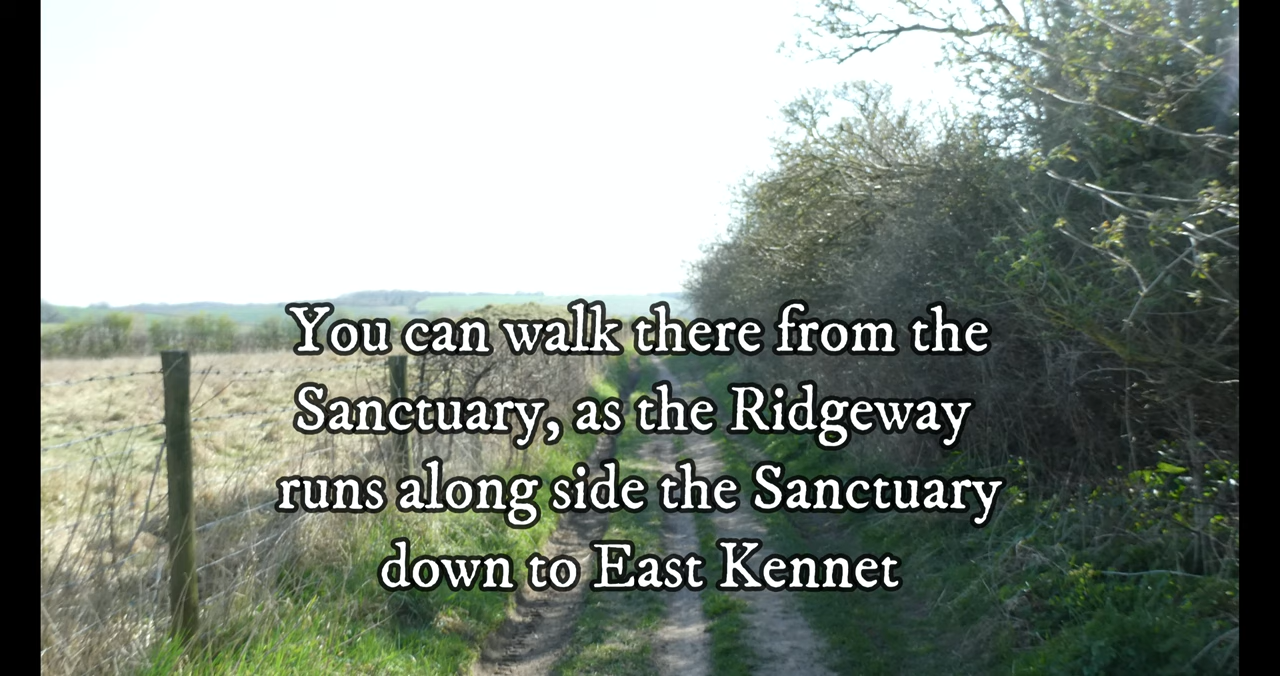 You can walk there from the
Sanctuary, as the Ridgeway
runs along side the Sanctuary
down to East Kennet